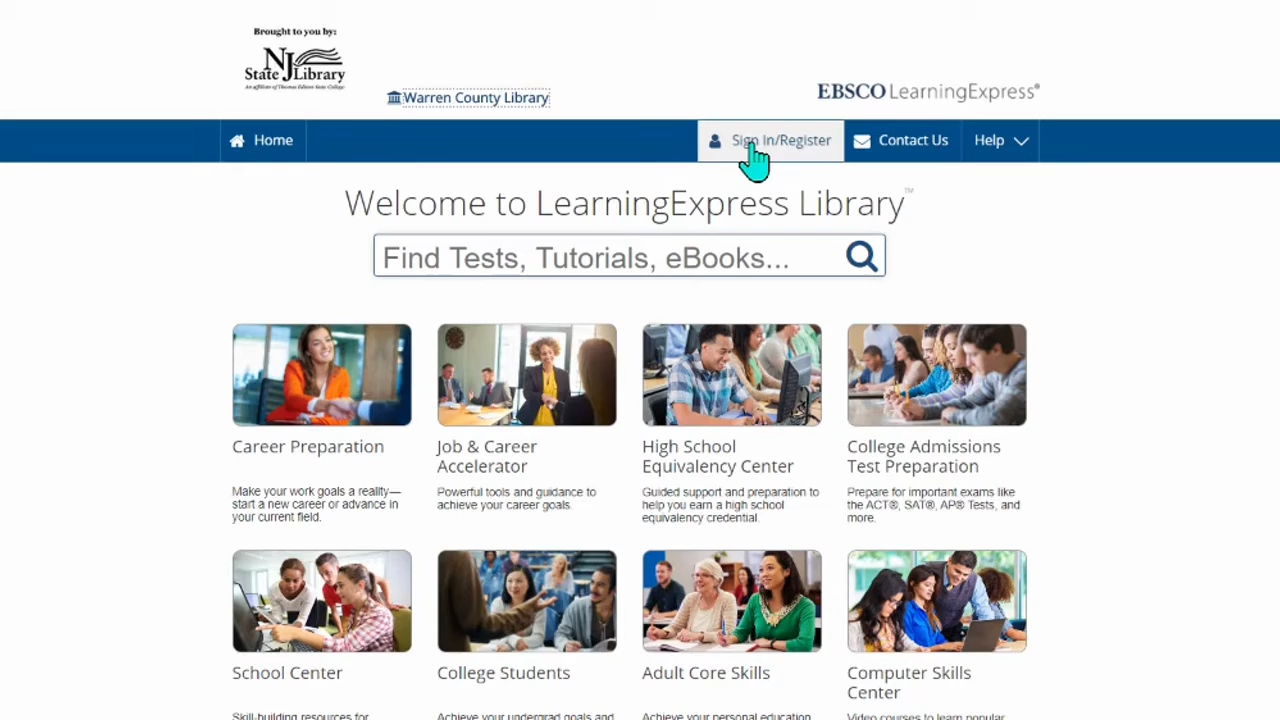 Brought to you by:
NJ
State Library
An affiliate of Thomas Edison State College
Warren County Library
EBSCO LearningExpress®
Home
Sign In/Register
Contact Us
Help
Welcome to LearningExpress Library™
Find Tests, Tutorials, eBooks...
Career Preparation
Make your work goals a reality—
start a new career or advance in
your current field.
Job & Career
Accelerator
Powerful tools and guidance to
achieve your career goals.
High School
Equivalency Center
Guided support and preparation to
help you earn a high school
equivalency credential.
College Admissions
Test Preparation
Prepare for important exams like
the ACT®, SAT®, AP® Tests, and
more.
School Center
Skill-building resources for
College Students
Achieve your undergrad goals and
Adult Core Skills
Achieve your personal education
Computer Skills
Center
Video courses to learn popular